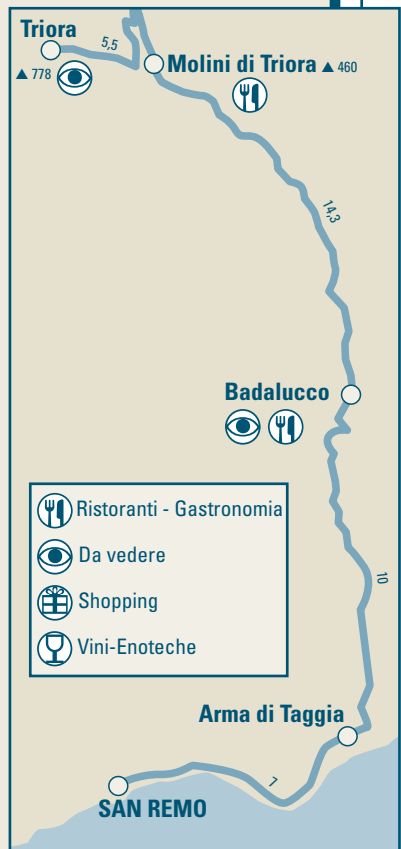 Triora
5,5
▲ 778
Molini di Triora ▲ 460
14,3
Badalucco
Ristoranti - Gastronomia
Da vedere
Shopping
Vini-Enoteche
10
Arma di Taggia
7
SAN REMO